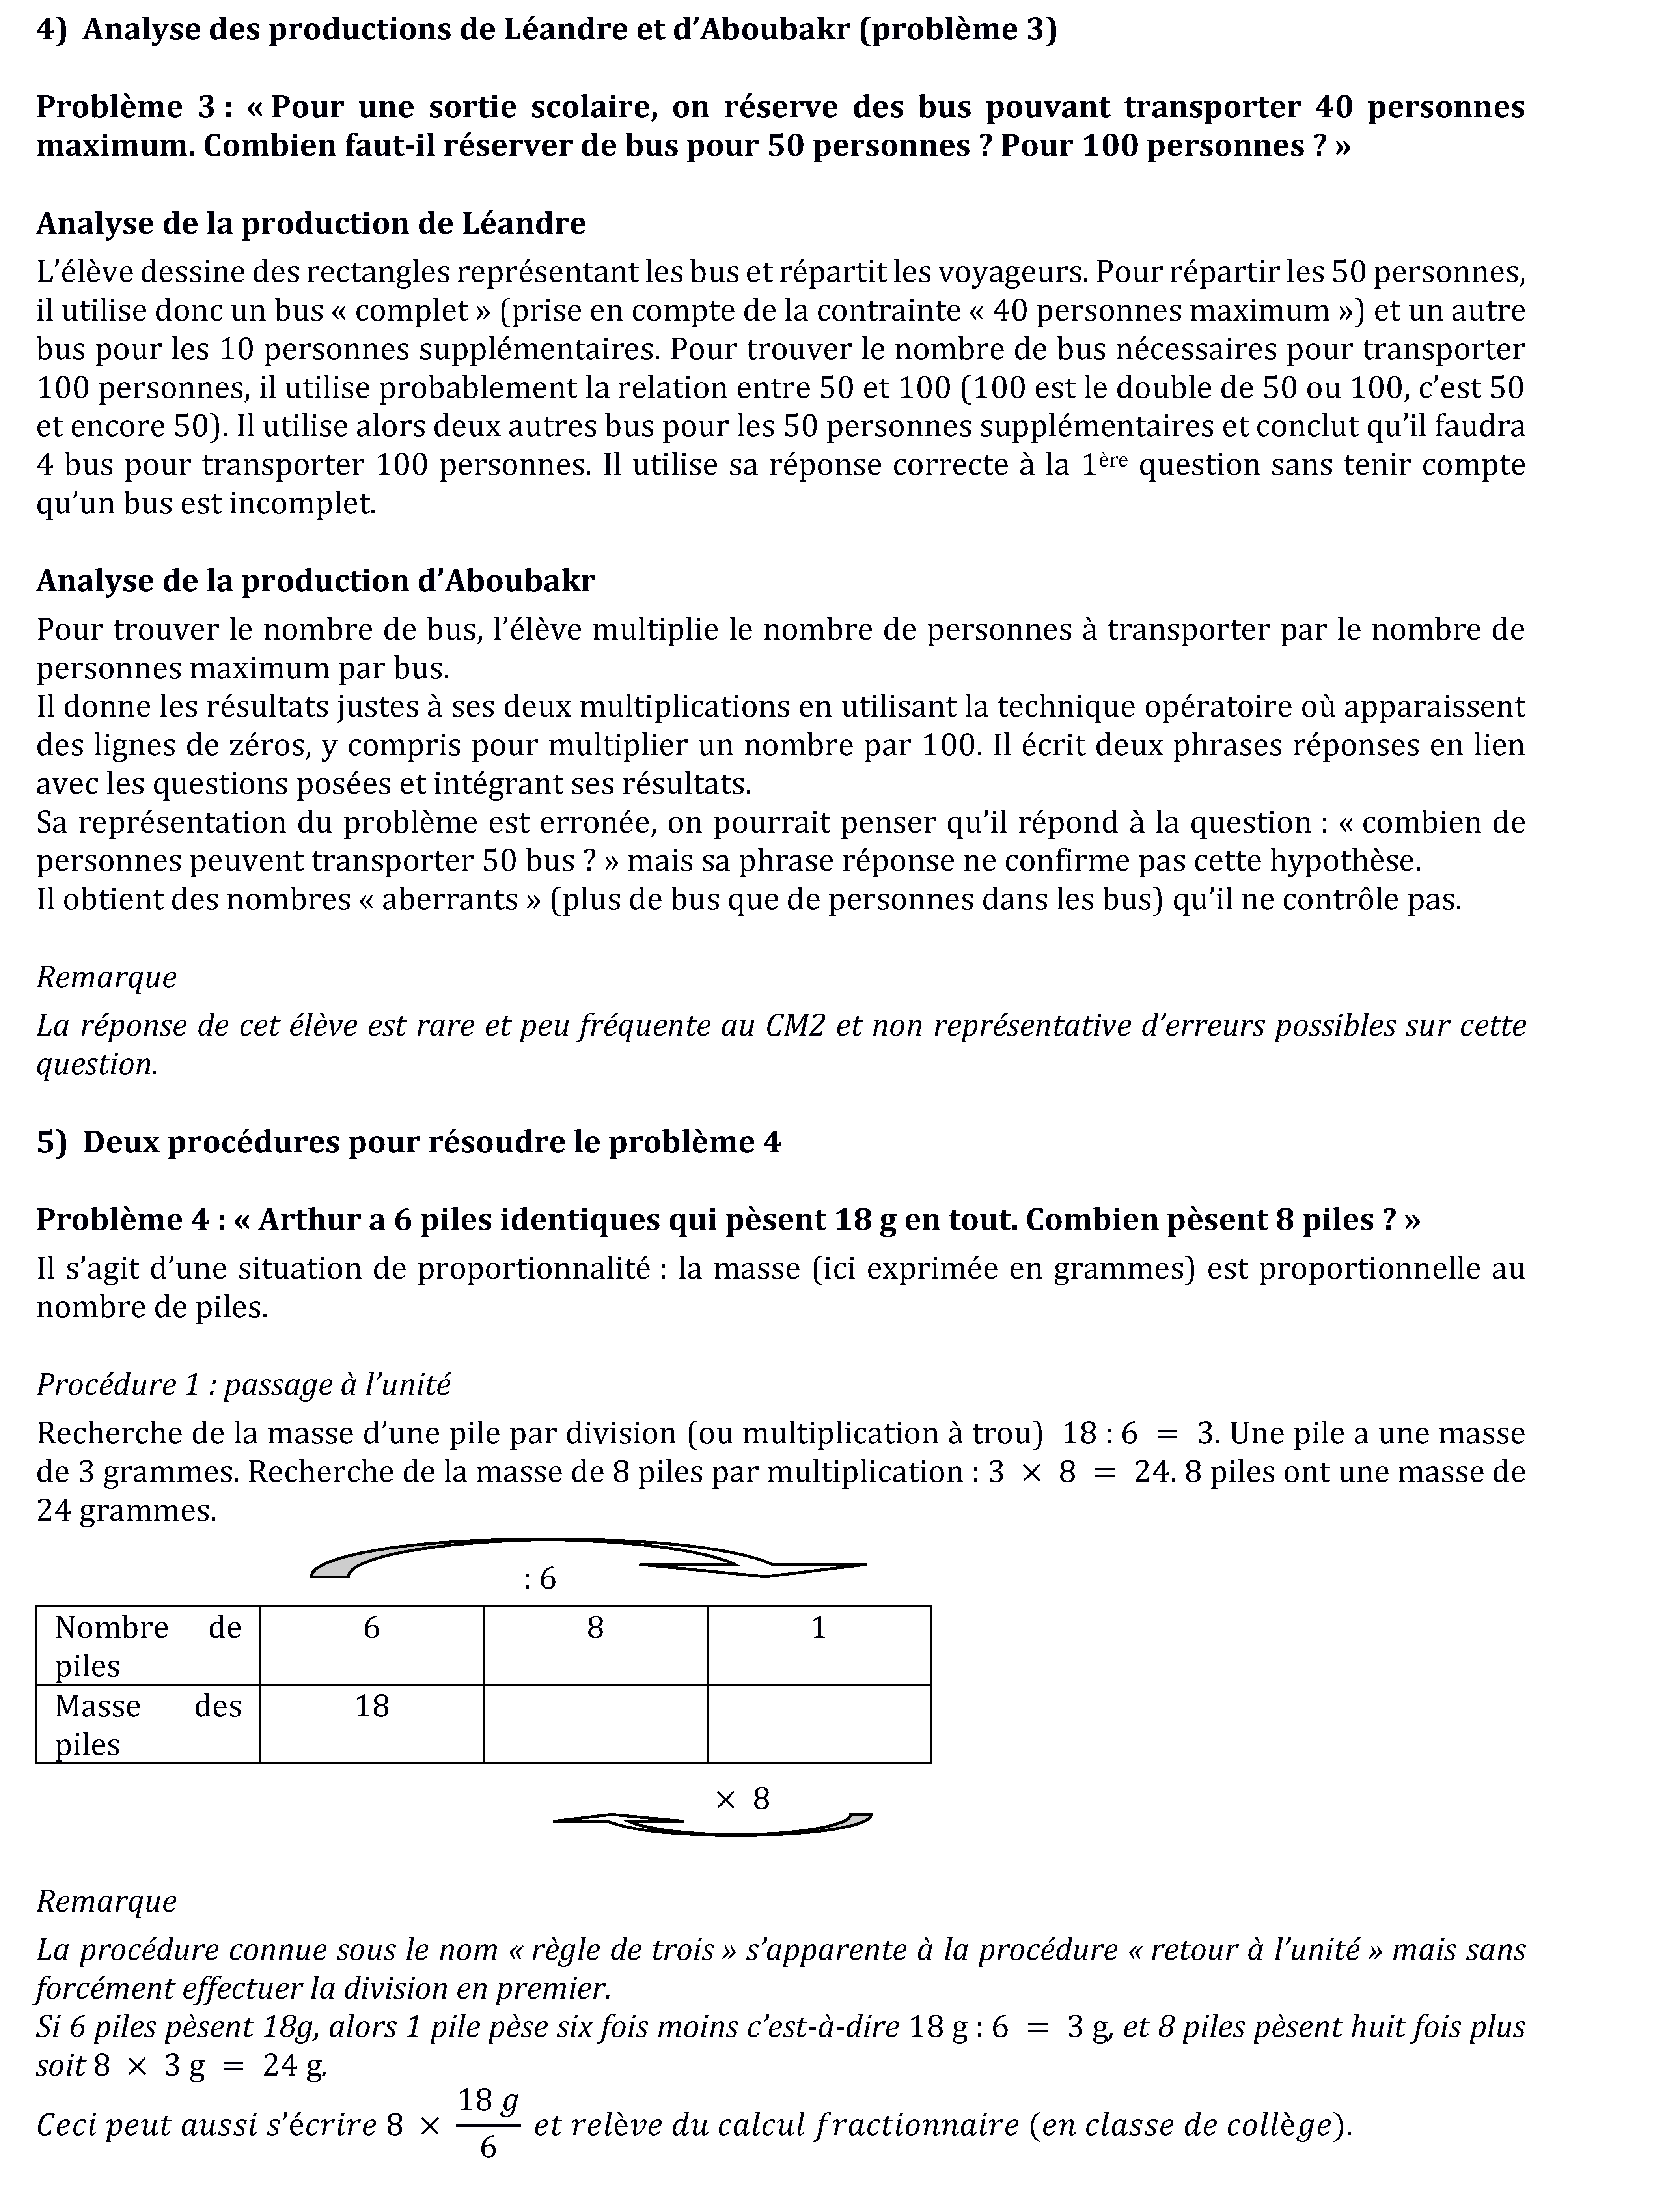 4) Analyse des productions de Léandre et d’Aboubakr (problème 3)
Problème 3 : « Pour une sortie scolaire, on réserve des bus pouvant transporter 40 personnes
maximum. Combien faut-il réserver de bus pour 50 personnes ? Pour 100 personnes ? »
Analyse de la production de Léandre
L’élève dessine des rectangles représentant les bus et répartit les voyageurs. Pour répartir les 50 personnes,
il utilise donc un bus « complet » (prise en compte de la contrainte « 40 personnes maximum ») et un autre
bus pour les 10 personnes supplémentaires. Pour trouver le nombre de bus nécessaires pour transporter
100 personnes, il utilise probablement la relation entre 50 et 100 (100 est le double de 50 ou 100, c’est 50
et encore 50). Il utilise alors deux autres bus pour les 50 personnes supplémentaires et conclut qu’il faudra
4 bus pour transporter 100 personnes. Il utilise sa réponse correcte à la 1ère question sans tenir compte
qu’un bus est incomplet.
Analyse de la production d’Aboubakr
Pour trouver le nombre de bus, l’élève multiplie le nombre de personnes à transporter par le nombre de
personnes maximum par bus.
Il donne les résultats justes à ses deux multiplications en utilisant la technique opératoire où apparaissent
des lignes de zéros, y compris pour multiplier un nombre par 100. Il écrit deux phrases réponses en lien
avec les questions posées et intégrant ses résultats.
Sa représentation du problème est erronée, on pourrait penser qu’il répond à la question : « combien de
personnes peuvent transporter 50 bus ? » mais sa phrase réponse ne confirme pas cette hypothèse.
Il obtient des nombres « aberrants » (plus de bus que de personnes dans les bus) qu’il ne contrôle pas.
Remarque
La réponse de cet élève est rare et peu fréquente au CM2 et non représentative d’erreurs possibles sur cette
question.
5) Deux procédures pour résoudre le problème 4
Problème 4 : « Arthur a 6 piles identiques qui pèsent 18 g en tout. Combien pèsent 8 piles ? »
Il s’agit d’une situation de proportionnalité : la masse (ici exprimée en grammes) est proportionnelle au
nombre de piles.
Procédure 1 : passage à l’unité
Recherche de la masse d’une pile par division (ou multiplication à trou) 18 : 6 = 3. Une pile a une masse
de 3 grammes. Recherche de la masse de 8 piles par multiplication : 3 × 8 = 24. 8 piles ont une masse de
24 grammes.
: 6
Nombre de piles 6 8 1
Masse des piles 18
× 8
Remarque
La procédure connue sous le nom « règle de trois » s’apparente à la procédure « retour à l’unité » mais sans
forcément effectuer la division en premier.
Si 6 piles pèsent 18g, alors 1 pile pèse six fois moins c’est-à-dire 18 g : 6 = 3 g, et 8 piles pèsent huit fois plus
soit 8 × 3 g = 24 g.
Ceci peut aussi s’écrire 8 × 18 g / 6 et relève du calcul fractionnaire (en classe de collège).